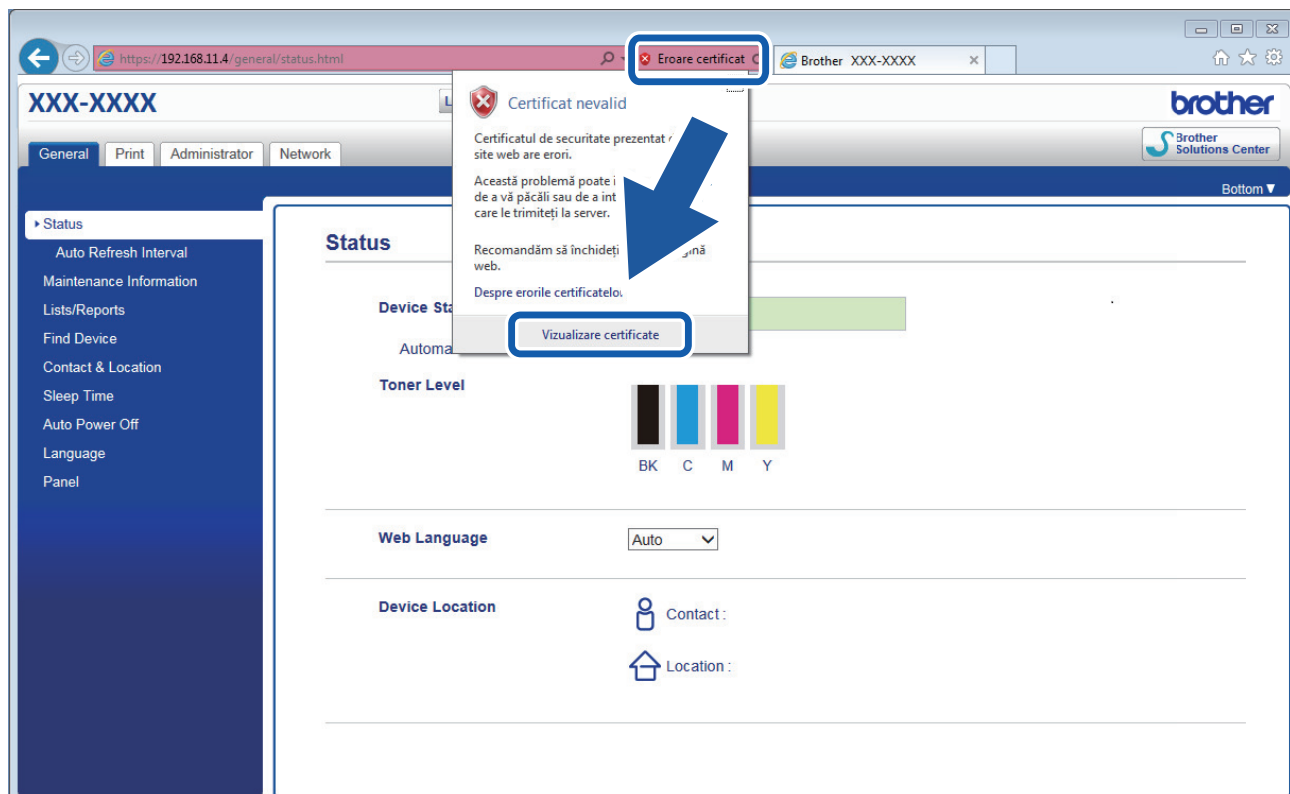 https://192.168.11.4/general/status.html
Eroare certificat
Brother XXX-XXXX
XXX-XXXX
brother
General Print Administrator Network
Brother
Solutions Center
Bottom▼
Certificat nevalid
Certificatul de securitate prezentat
site web are erori.
Această problemă poate
de a vă păcăli sau de a
care le trimiteți la server.
Recomandăm să închideți
web.
Despre erorile
Vizualizare certificate
Status
Auto Refresh Interval
Maintenance Information
Lists/Reports
Find Device
Contact & Location
Sleep Time
Auto Power Off
Language
Panel
Status
Device
Toner Level
BK C M Y
Web Language
Auto
Device Location
Contact :
Location :